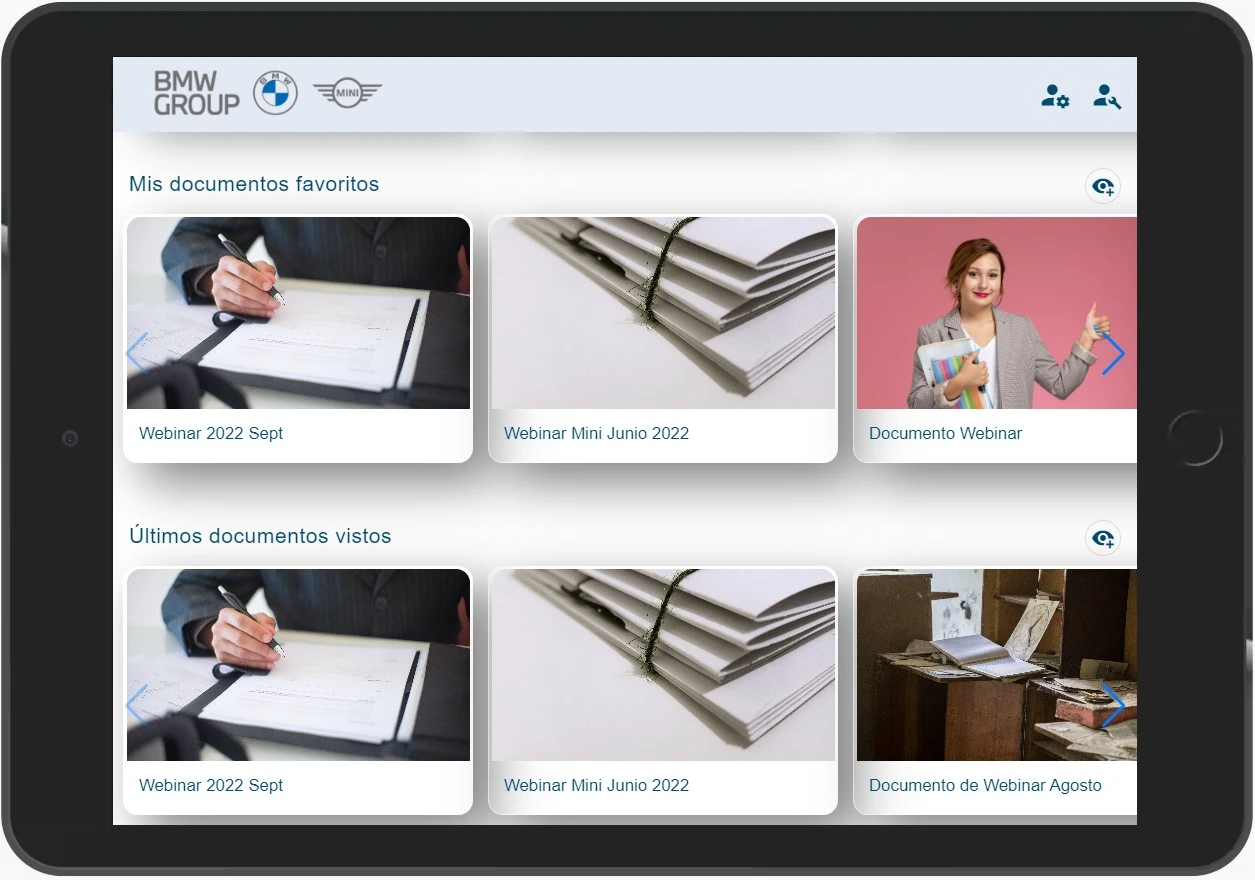 BMW
GROUP
BMW
MINI
Mis documentos favoritos
Webinar 2022 Sept
Webinar Mini Junio 2022
Documento Webinar
Últimos documentos vistos
Webinar 2022 Sept
Webinar Mini Junio 2022
Documento de Webinar Agosto